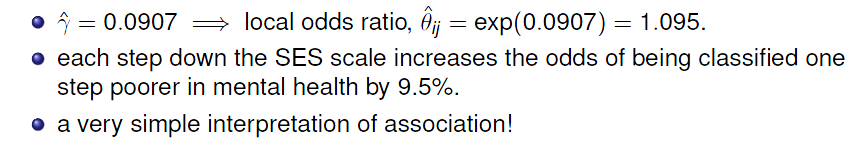 γ̂ = 0.0907 ⟹ local odds ratio, θ̂ij = exp(0.0907) = 1.095.
each step down the SES scale increases the odds of being classified one
step poorer in mental health by 9.5%.
a very simple interpretation of association!